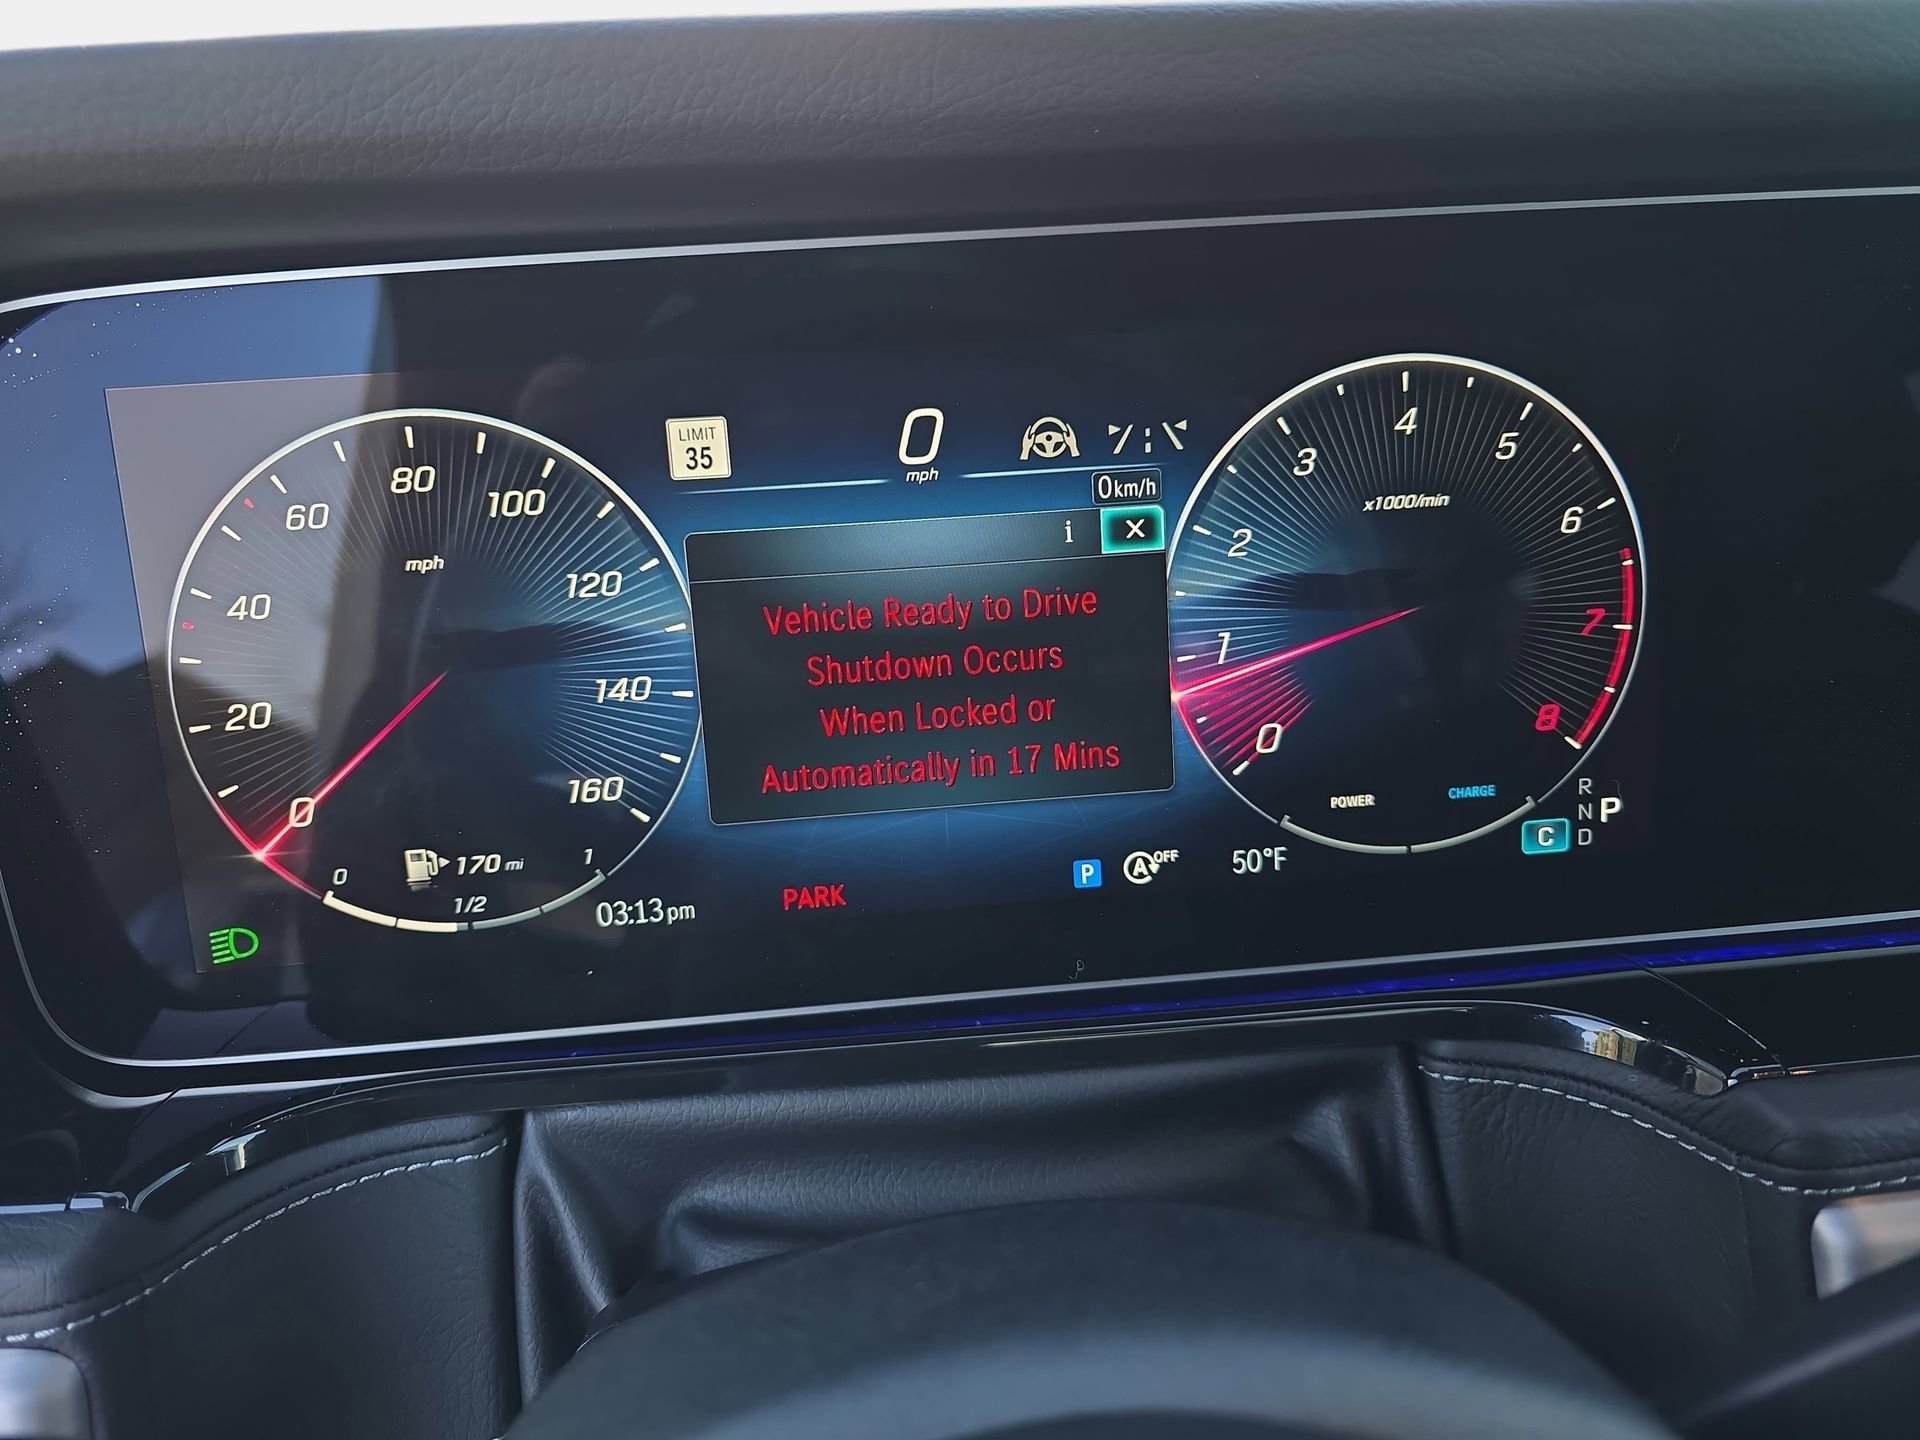 LIMIT
35
0
mph
0km/h
i X
Vehicle Ready to Drive
Shutdown Occurs
When Locked or
Automatically in 17 Mins
0
20
40
60
80
100
120
140
160
mph
0 1/2 1
170 mi
03:13pm
PARK
P
A OFF
50°F
0
1
2
3
4
5
6
7
8
x1000/min
POWER
CHARGE
R
N P
C D